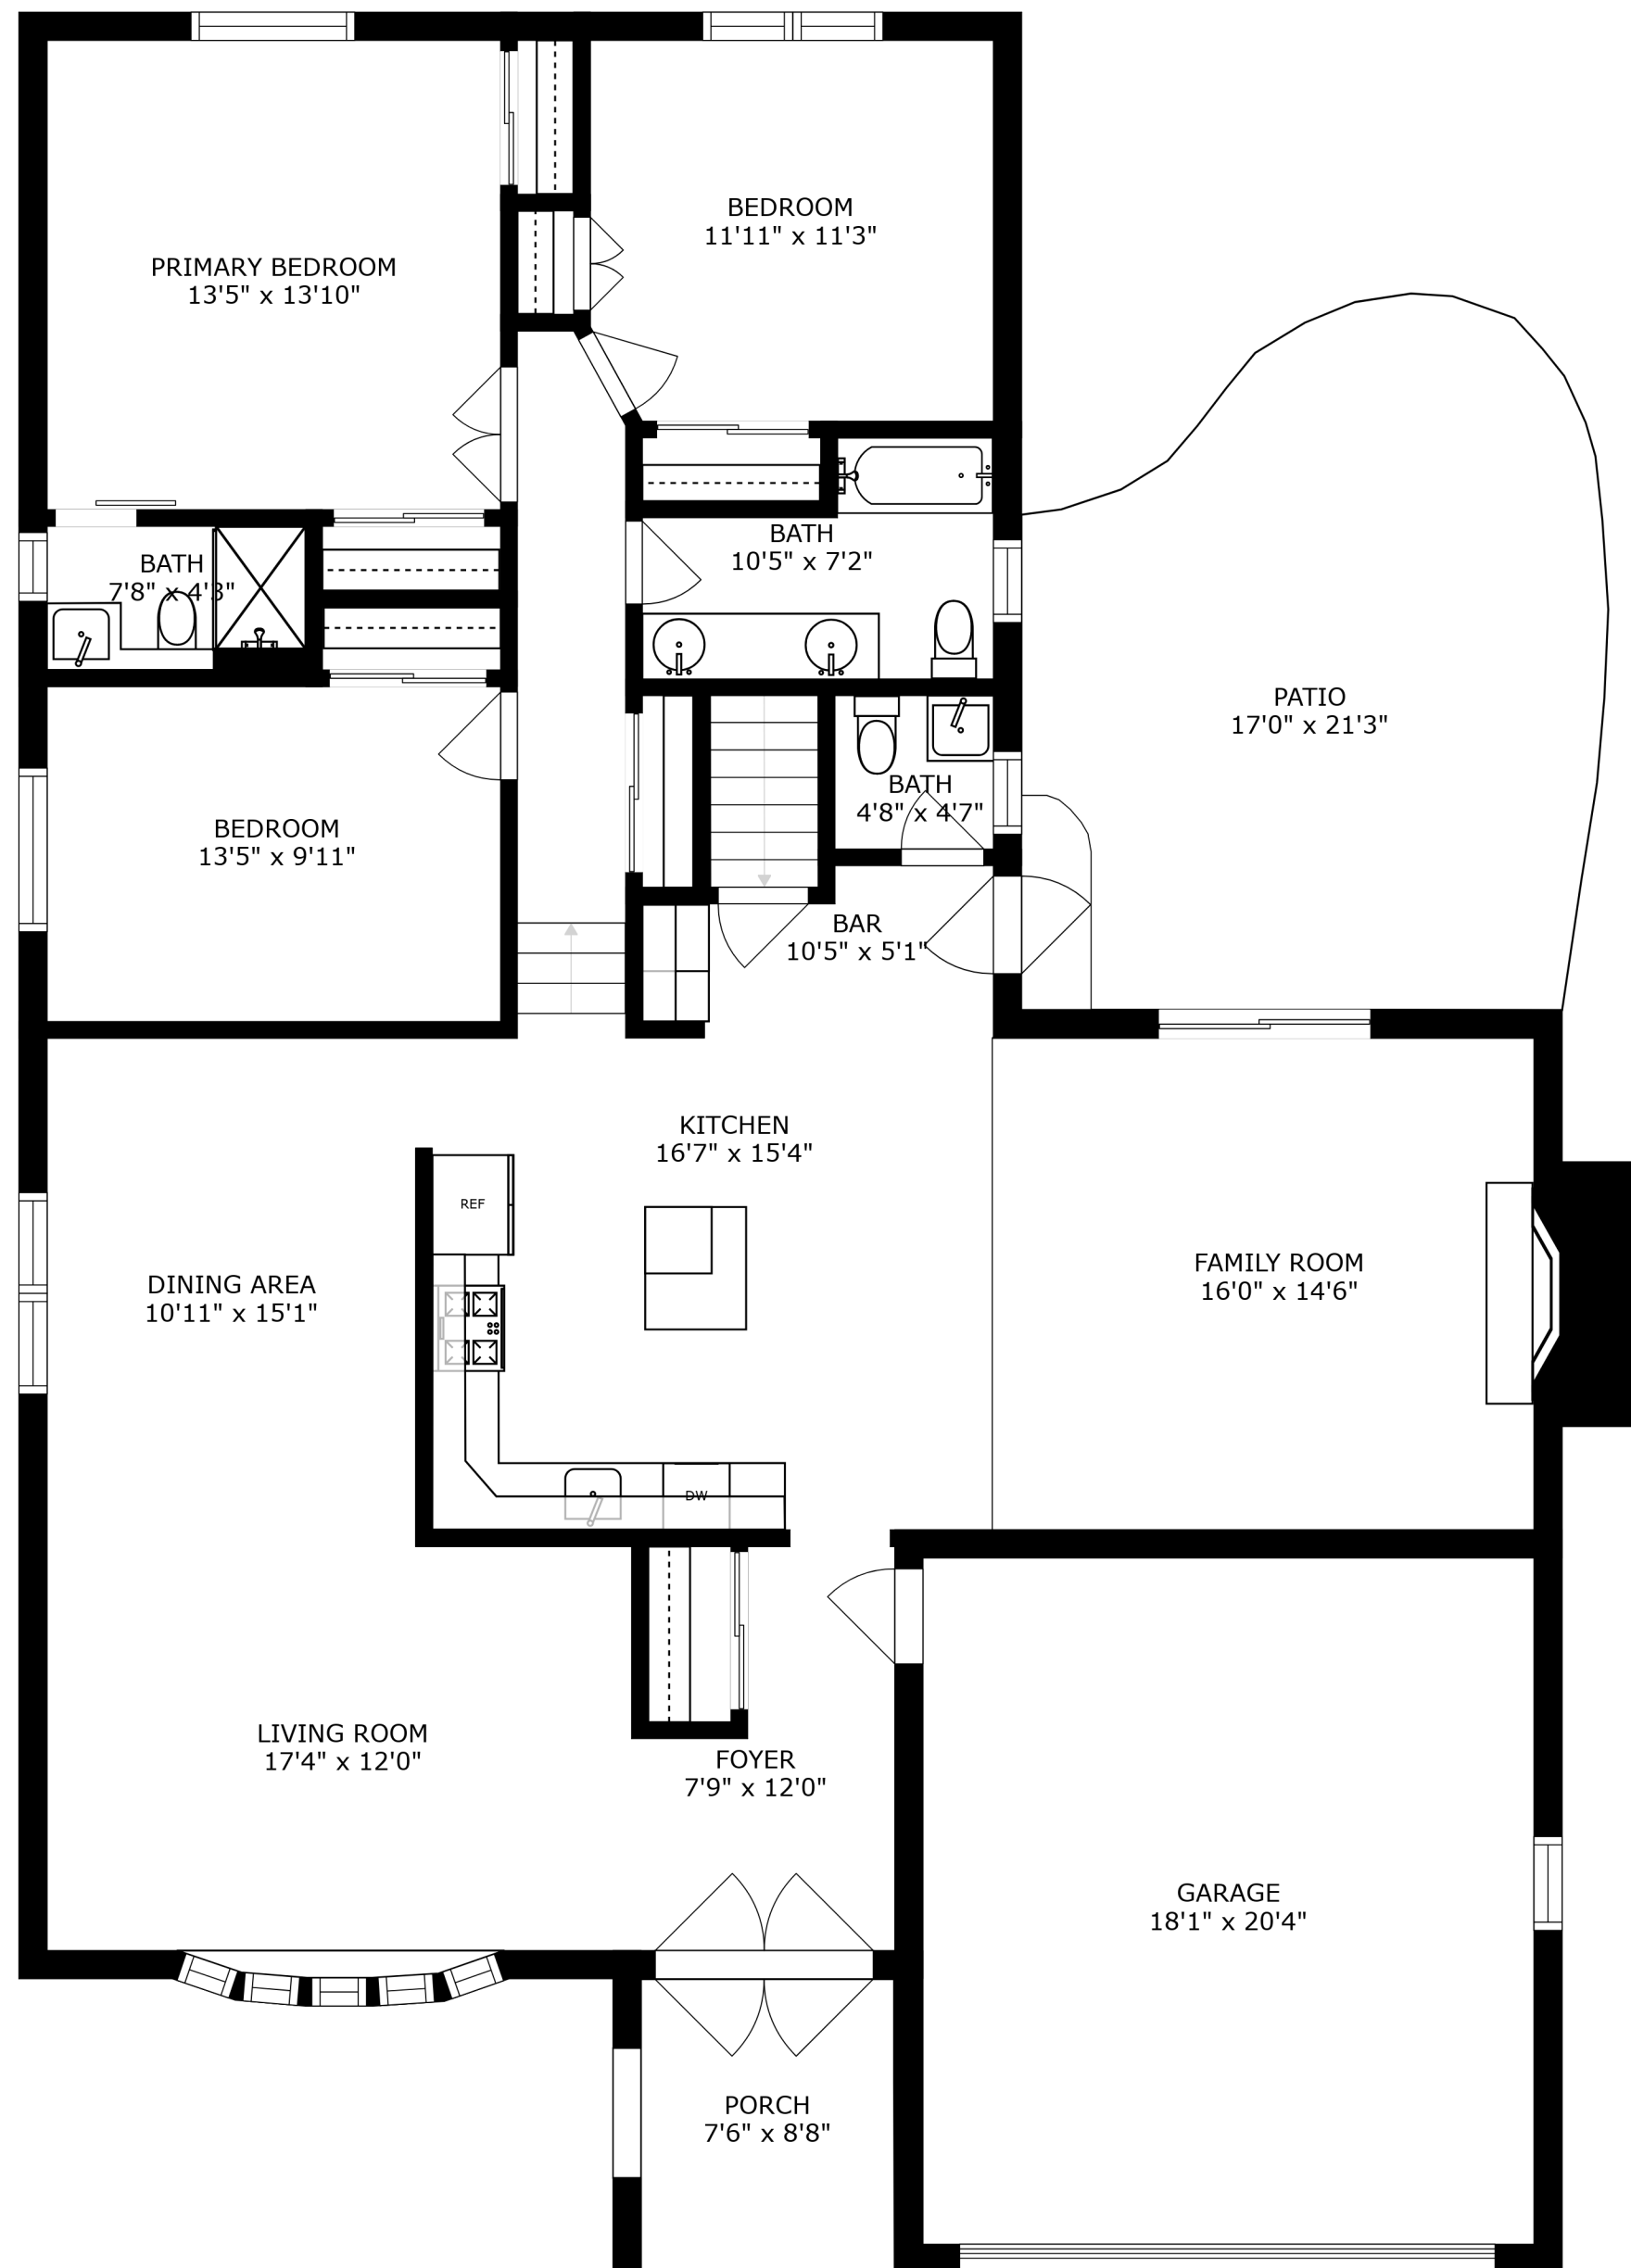 BEDROOM
11'11" x 11'3"
PRIMARY BEDROOM
13'5" x 13'10"
BATH
10'5" x 7'2"
BATH
7'8" x 4'3"
PATIO
17'0" x 21'3"
BATH
4'8" x 4'7"
BEDROOM
13'5" x 9'11"
BAR
10'5" x 5'1"
KITCHEN
16'7" x 15'4"
REF
FAMILY ROOM
16'0" x 14'6"
DINING AREA
10'11" x 15'1"
DW
LIVING ROOM
17'4" x 12'0"
FOYER
7'9" x 12'0"
GARAGE
18'1" x 20'4"
PORCH
7'6" x 8'8"